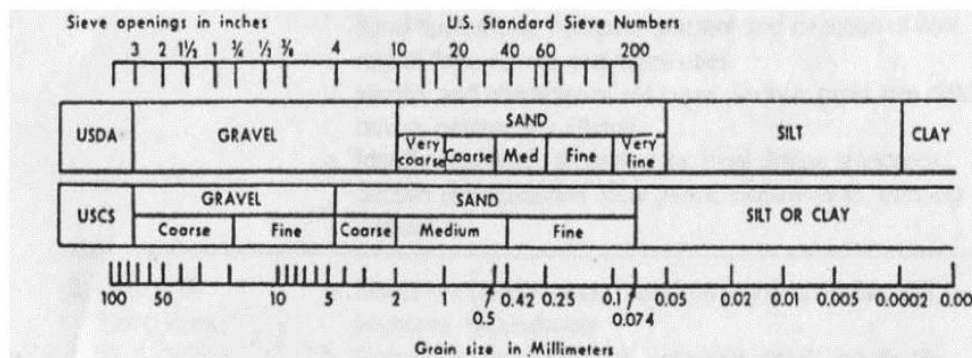 Sieve openings in inches U.S. Standard Sieve Numbers
3 2 1½ 1 ¾ ½ ⅜ 4 10 20 40 60 200
USDA GRAVEL SAND SILT CLAY
Very coarse Coarse Med Fine Very fine
USCS GRAVEL SAND SILT OR CLAY
Coarse Fine Coarse Medium Fine
100 50 10 5 2 1 0.5 0.42 0.25 0.1 0.074 0.05 0.02 0.01 0.005 0.0002 0.00
Grain size in Millimeters